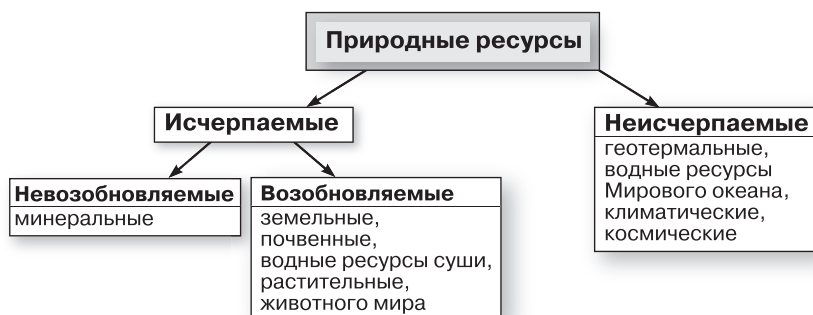 Природные ресурсы
Исчерпаемые
Невозобновляемые
минеральные
Возобновляемые
земельные,
почвенные,
водные ресурсы суши,
растительные,
животного мира
Неисчерпаемые
геотермальные,
водные ресурсы
Мирового океана,
климатические,
космические